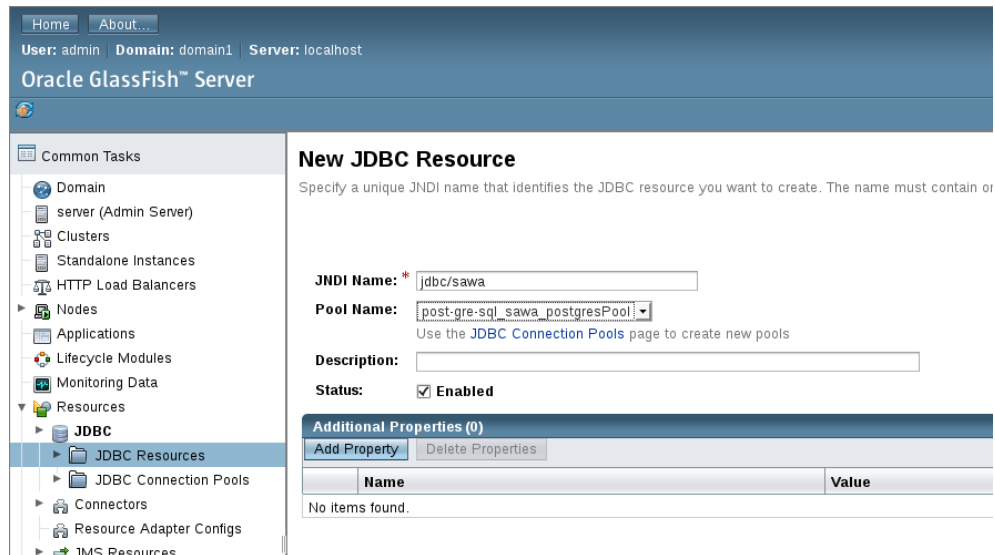 Home About...
User: admin Domain: domain1 Server: localhost
Oracle GlassFish™ Server
Common Tasks
Domain
server (Admin Server)
Clusters
Standalone Instances
HTTP Load Balancers
Nodes
Applications
Lifecycle Modules
Monitoring Data
Resources
JDBC
JDBC Resources
JDBC Connection Pools
Connectors
Resource Adapter Configs
JMS Resources
New JDBC Resource
Specify a unique JNDI name that identifies the JDBC resource you want to create. The name must contain
JNDI Name: * jdbc/sawa
Pool Name: post-gre-sql_sawa_postgresPool
Use the JDBC Connection Pools page to create new pools
Description:
Status: Enabled
Additional Properties (0)
Add Property Delete Properties
Name Value
No items found.